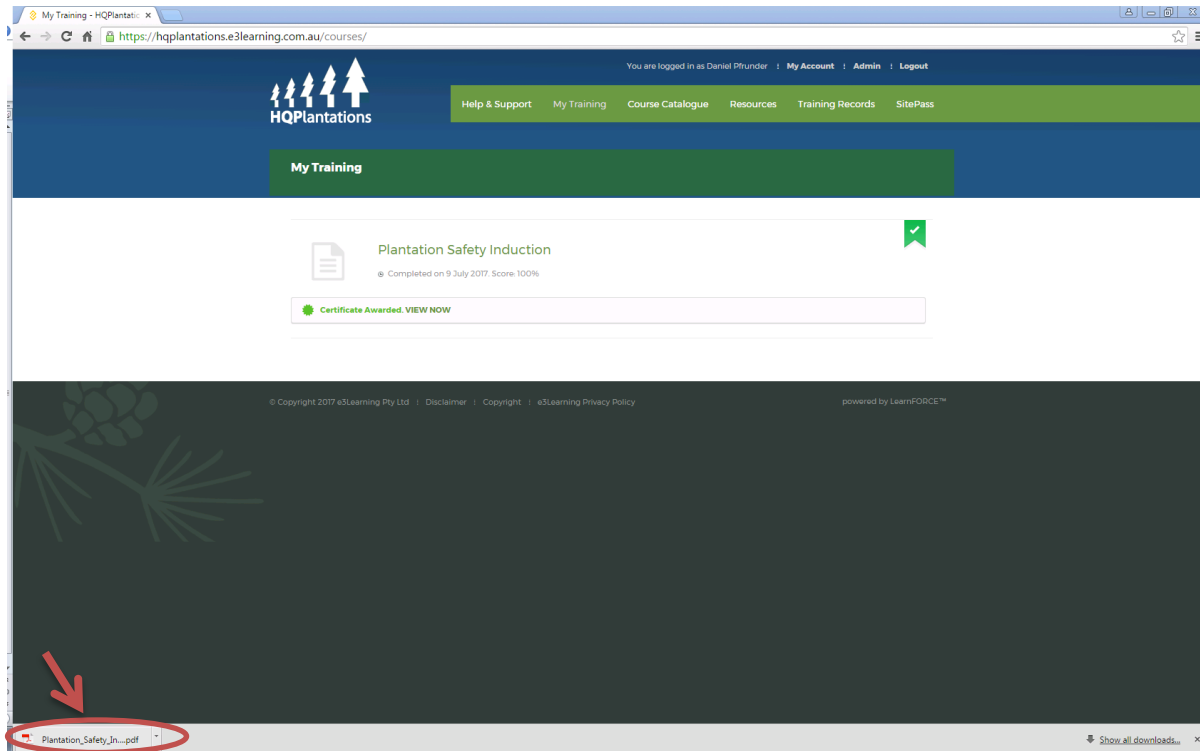 My Training - HQPlantatic
https://hqplantations.e3learning.com.au/courses/
You are logged in as Daniel Pfrunder : My Account : Admin : Logout
HQPlantations
Help & Support My Training Course Catalogue Resources Training Records SitePass
My Training
Plantation Safety Induction
Completed on 9 July 2017. Score: 100%
Certificate Awarded. VIEW NOW
© Copyright 2017 e3Learning Pty Ltd : Disclaimer : Copyright : e3Learning Privacy Policy powered by LearnFORCE™
Plantation_Safety_In....pdf Show all downloads...